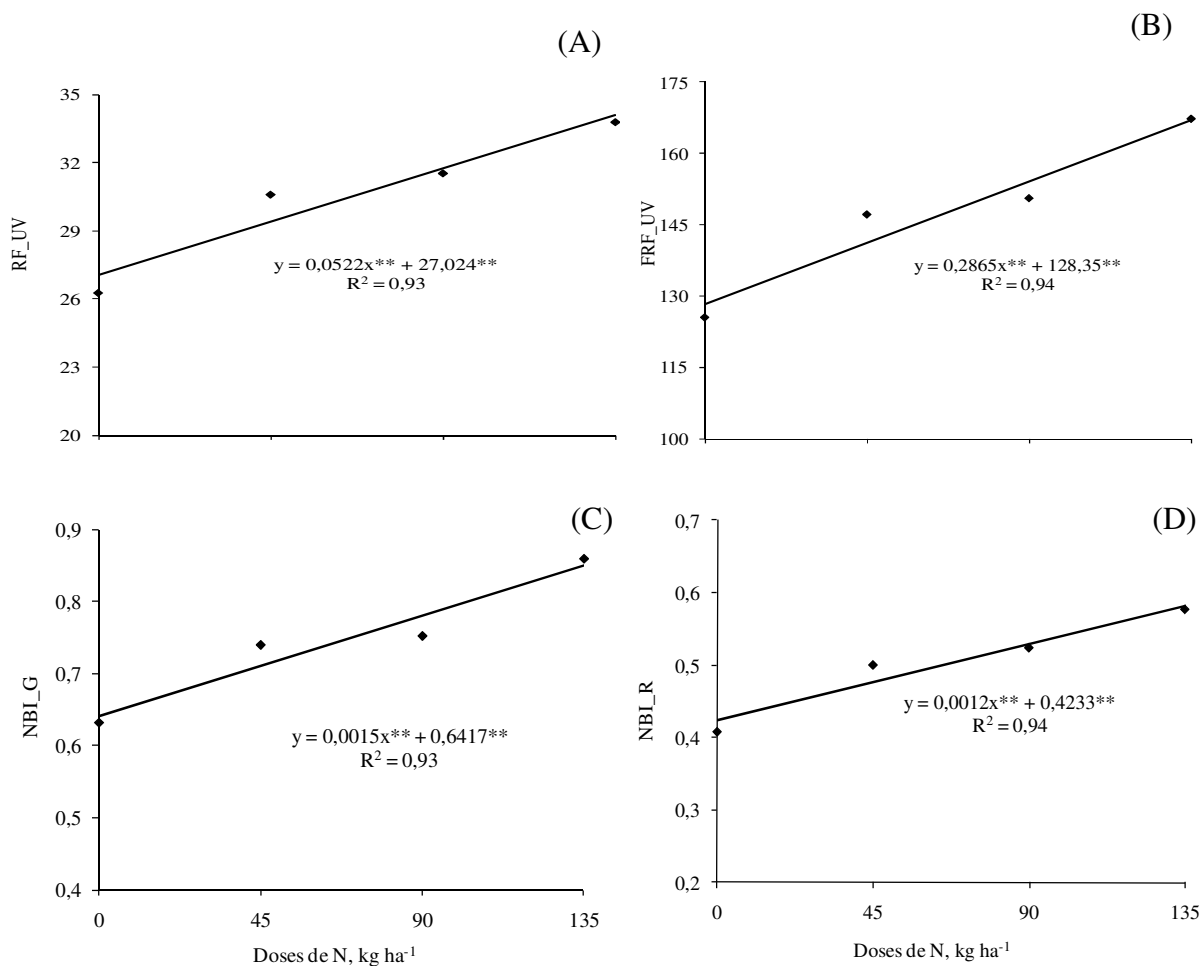 (A)
35
32
29
26
23
20
RF_UV
y = 0,0522x** + 27,024**
R² = 0,93
(B)
175
160
145
130
115
100
FRF_UV
y = 0,2865x** + 128,35**
R² = 0,94
(C)
0,9
0,8
0,7
0,6
0,5
0,4
NBI_G
y = 0,0015x** + 0,6417**
R² = 0,93
0 45 90 135
Doses de N, kg ha⁻¹
(D)
0,7
0,6
0,5
0,4
0,3
0,2
NBI_R
y = 0,0012x** + 0,4233**
R² = 0,94
0 45 90 135
Doses de N, kg ha⁻¹